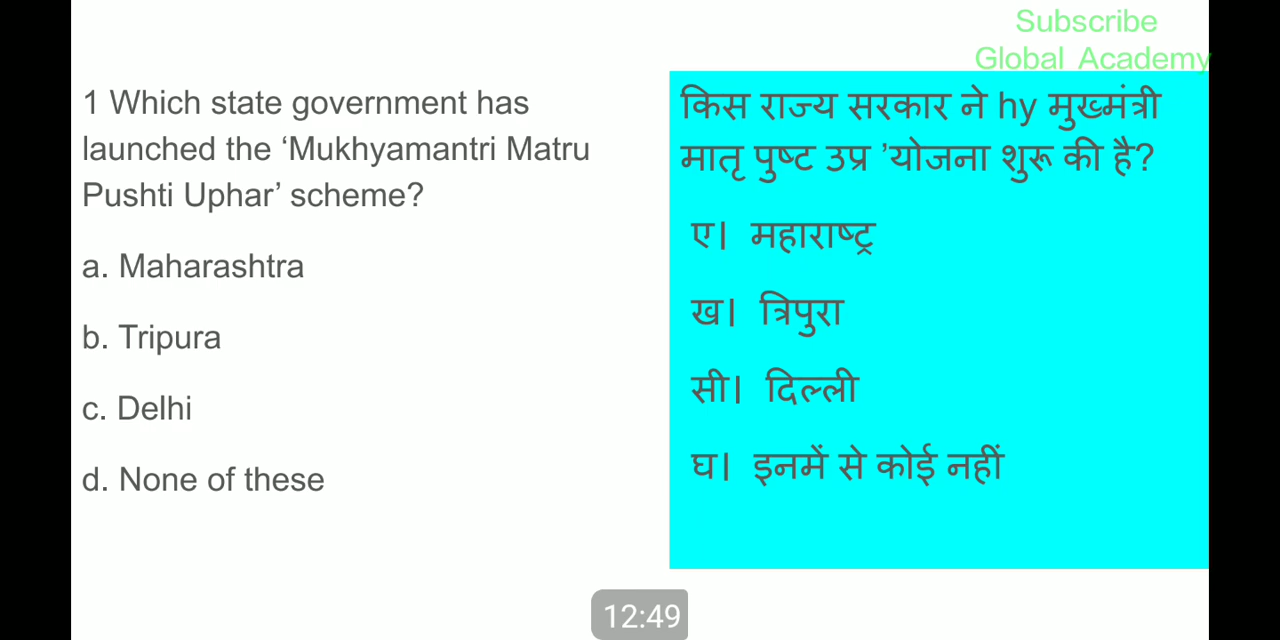 Subscribe
Global Academy
1 Which state government has
launched the ‘Mukhyamantri Matru
Pushti Uphar’ scheme?
a. Maharashtra
b. Tripura
c. Delhi
d. None of these
किस राज्य सरकार ने hy मुख्मंत्री
मातृ पुष्ट उप्र ’योजना शुरू की है?
ए। महाराष्ट्र
ख। त्रिपुरा
सी। दिल्ली
घ। इनमें से कोई नहीं
12:49